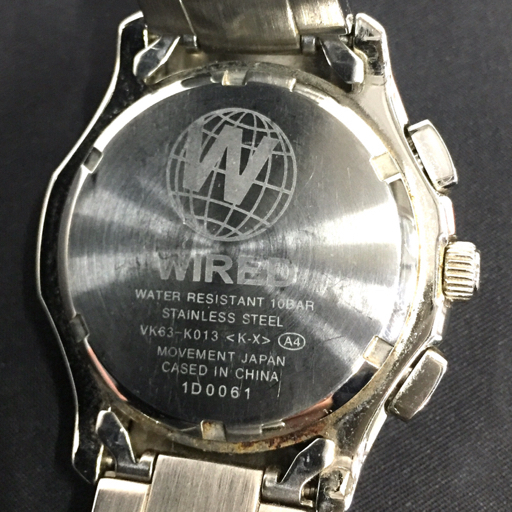 W
WIRED
WATER RESISTANT 10BAR
STAINLESS STEEL
VK63-K013 <K-X> A4
MOVEMENT JAPAN
CASED IN CHINA
1D0061